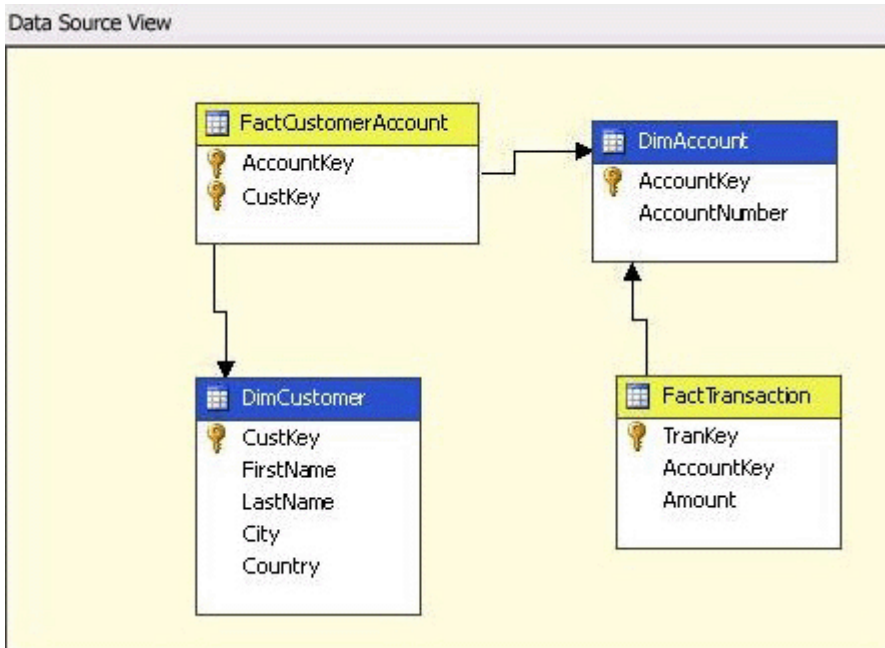 Data Source View
FactCustomerAccount
AccountKey
CustKey
DimAccount
AccountKey
AccountNumber
DimCustomer
CustKey
FirstName
LastName
City
Country
FactTransaction
TranKey
AccountKey
Amount